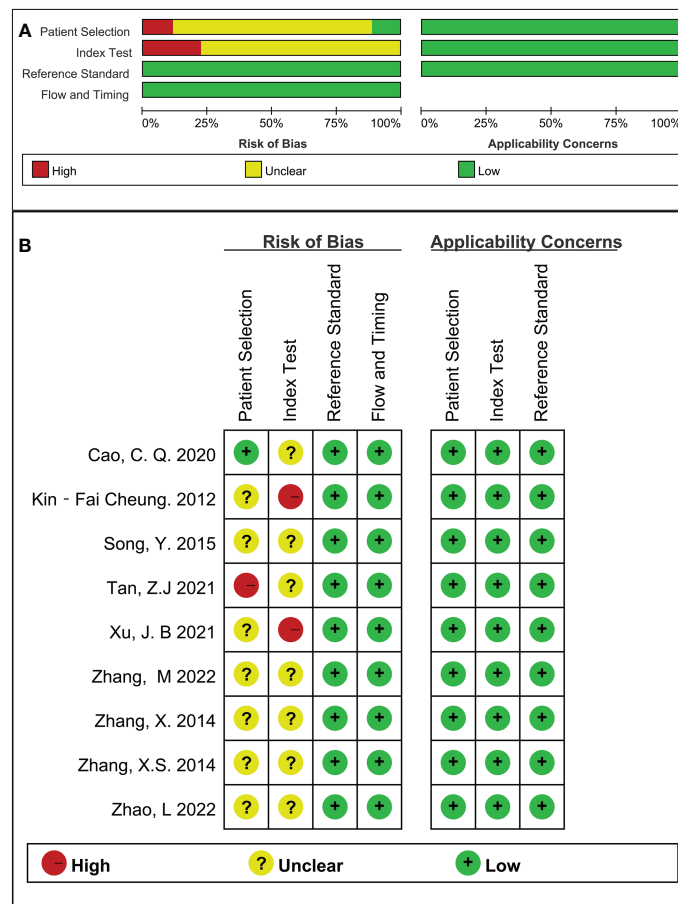 A
Patient Selection
Index Test
Reference Standard
Flow and Timing
0% 25% 50% 75% 100% 0% 25% 50% 75% 100%
Risk of Bias Applicability Concerns
High Unclear Low
B
Risk of Bias Applicability Concerns
Patient Selection Index Test Reference Standard Flow and Timing Patient Selection Index Test Reference Standard
Cao, C. Q. 2020 + ? + + + + +
Kin - Fai Cheung. 2012 ? − + + + + +
Song, Y. 2015 ? ? + + + + +
Tan, Z.J 2021 − ? + + + + +
Xu, J. B 2021 ? − + + + + +
Zhang, M 2022 ? ? + + + + +
Zhang, X. 2014 ? ? + + + + +
Zhang, X.S. 2014 ? ? + + + + +
Zhao, L 2022 ? ? + + + + +
− High ? Unclear + Low